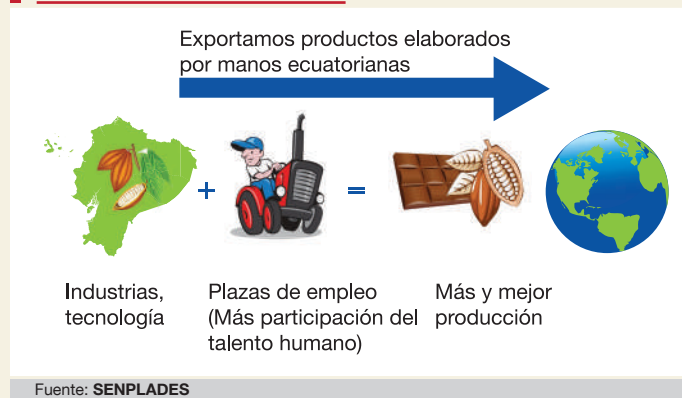 Exportamos productos elaborados
por manos ecuatorianas
+
=
Industrias,
tecnología
Plazas de empleo
(Más participación del
talento humano)
Más y mejor
producción
Fuente: SENPLADES